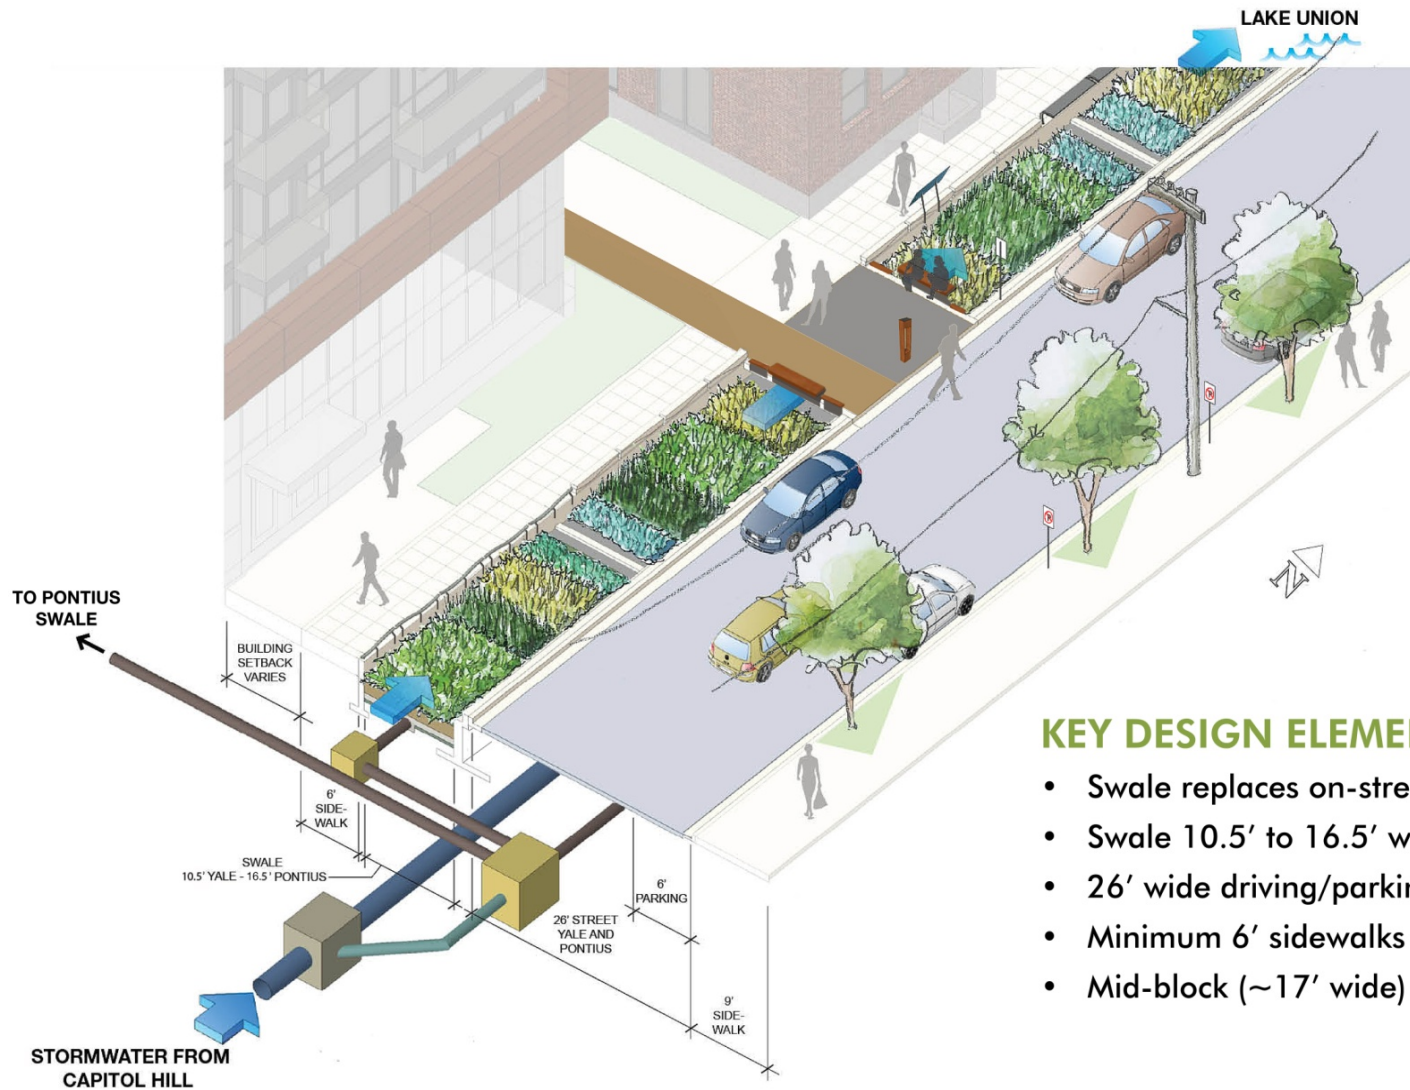 LAKE UNION
TO PONTIUS
SWALE
BUILDING
SETBACK
VARIES
6'
SIDE-
WALK
SWALE
10.5' YALE - 16.5' PONTIUS
26' STREET
YALE AND
PONTIUS
6'
PARKING
9'
SIDE-
WALK
STORMWATER FROM
CAPITOL HILL
N
KEY DESIGN ELEME
• Swale replaces on-stre
• Swale 10.5' to 16.5' w
• 26' wide driving/parkin
• Minimum 6' sidewalks
• Mid-block (~17' wide)